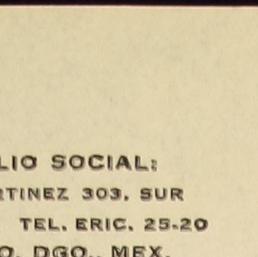 LIO SOCIAL:
RTINEZ 303, SUR
TEL. ERIC. 25-20
O, DGO., MEX.